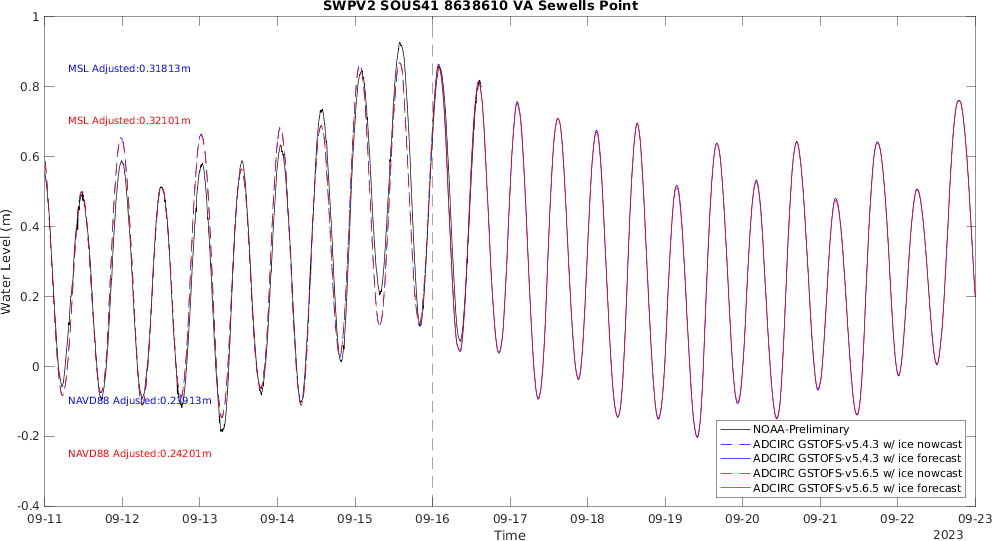 SWPV2 SOUS41 8638610 VA Sewells Point
1
0.8
0.6
0.4
0.2
0
-0.2
-0.4
Water Level (m)
MSL Adjusted:0.31813m
MSL Adjusted:0.32101m
NAVD88 Adjusted:0.23913m
NAVD88 Adjusted:0.24201m
NOAA-Preliminary
ADCIRC GSTOFS-v5.4.3 w/ ice nowcast
ADCIRC GSTOFS-v5.4.3 w/ ice forecast
ADCIRC GSTOFS-v5.6.5 w/ ice nowcast
ADCIRC GSTOFS-v5.6.5 w/ ice forecast
09-11 09-12 09-13 09-14 09-15 09-16 09-17 09-18 09-19 09-20 09-21 09-22 09-23
Time
2023